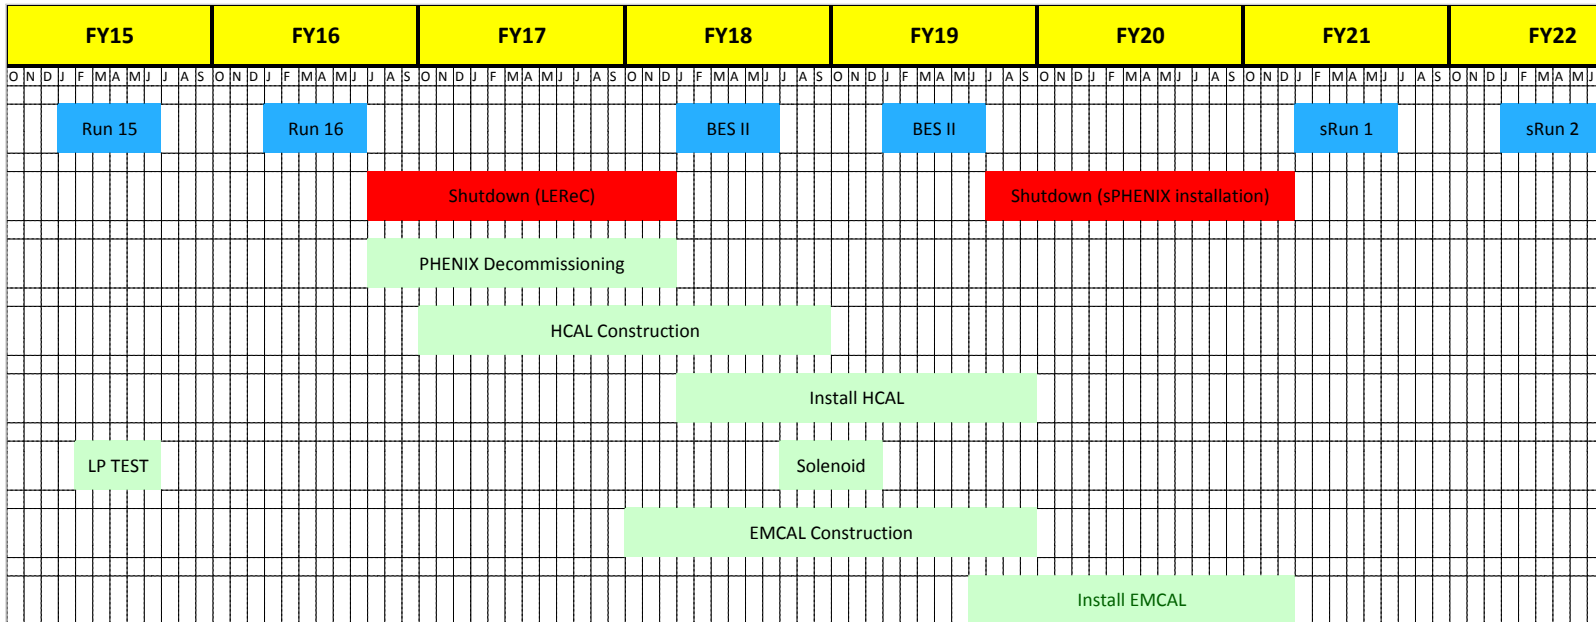 FY15 FY16 FY17 FY18 FY19 FY20 FY21 FY22
O N D J F M A M J J A S O N D J F M A M J J A S O N D J F M A M J J A S O N D J F M A M J J A S O N D J F M A M J J A S O N D J F M A M J J A S O N D J F M A M J J A S O N D J F M A M J
Run 15 Run 16 BES II BES II sRun 1 sRun 2
Shutdown (LEReC) Shutdown (sPHENIX installation)
PHENIX Decommissioning
HCAL Construction
Install HCAL
LP TEST Solenoid
EMCAL Construction
Install EMCAL